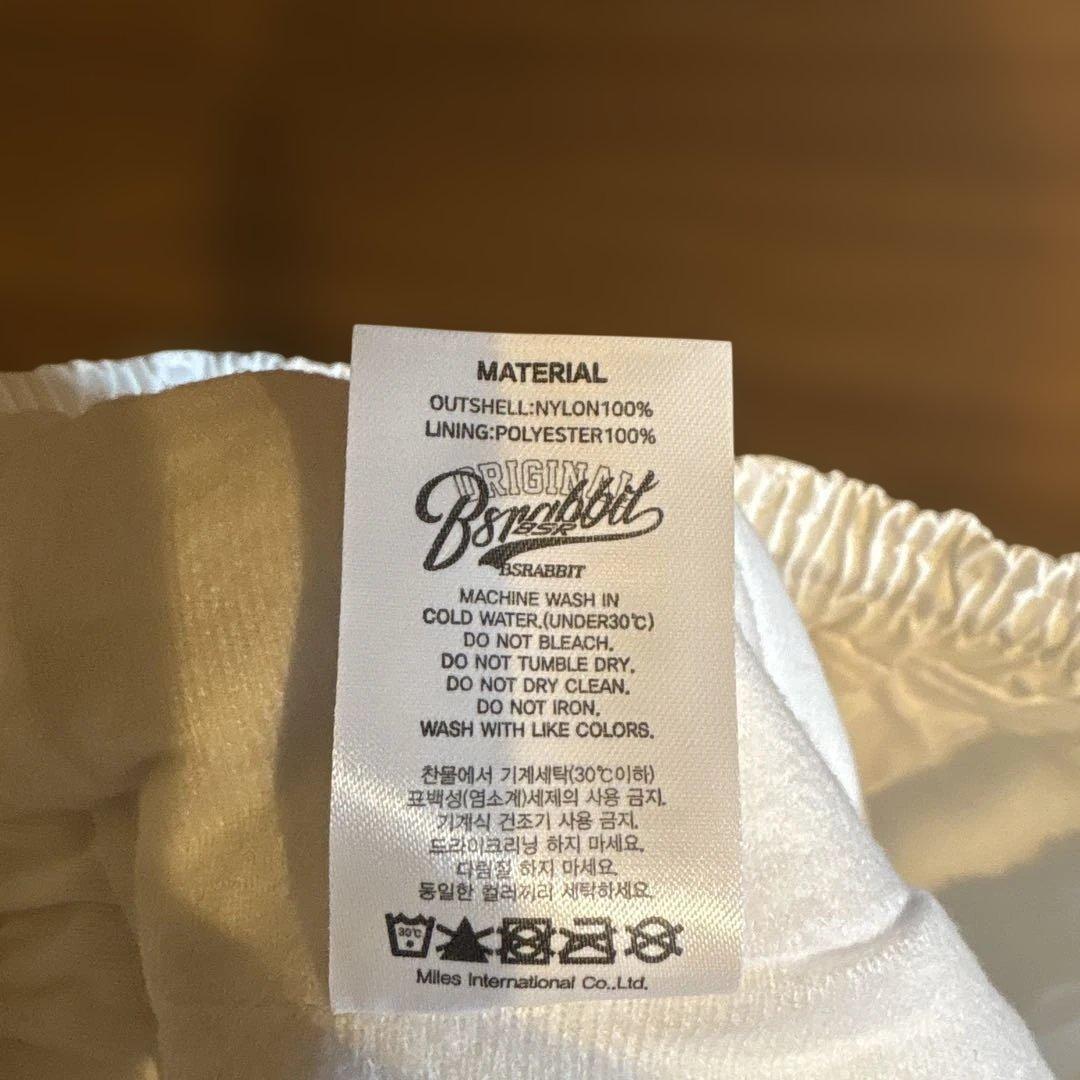 MATERIAL
OUTSHELL:NYLON100%
LINING:POLYESTER100%
ORIGINAL
Bsrabbit
BSR
BSRABBIT
MACHINE WASH IN
COLD WATER.(UNDER30℃)
DO NOT BLEACH.
DO NOT TUMBLE DRY.
DO NOT DRY CLEAN.
DO NOT IRON.
WASH WITH LIKE COLORS.
찬물에서 기계세탁(30℃이하)
표백성(염소계)세제의 사용 금지.
기계식 건조기 사용 금지.
드라이크리닝 하지 마세요.
다림질 하지 마세요.
동일한 컬러끼리 세탁하세요.
30℃
Miles International Co.,Ltd.